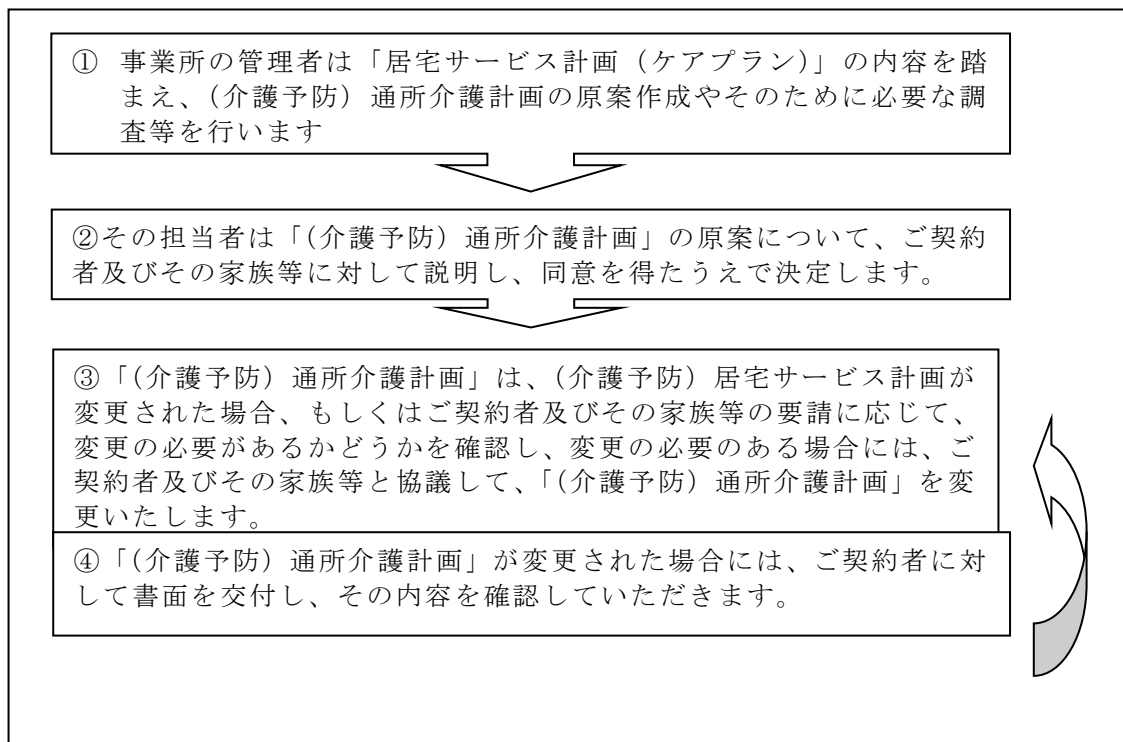 ① 事業所の管理者は「居宅サービス計画（ケアプラン）」の内容を踏
まえ、（介護予防）通所介護計画の原案作成やそのために必要な調
査等を行います
②その担当者は「（介護予防）通所介護計画」の原案について、ご契約
者及びその家族等に対して説明し、同意を得たうえで決定します。
③「（介護予防）通所介護計画」は、（介護予防）居宅サービス計画が
変更された場合、もしくはご契約者及びその家族等の要請に応じて、
変更の必要があるかどうかを確認し、変更の必要のある場合には、ご
契約者及びその家族等と協議して、「（介護予防）通所介護計画」を変
更いたします。
④「（介護予防）通所介護計画」が変更された場合には、ご契約者に対
して書面を交付し、その内容を確認していただきます。